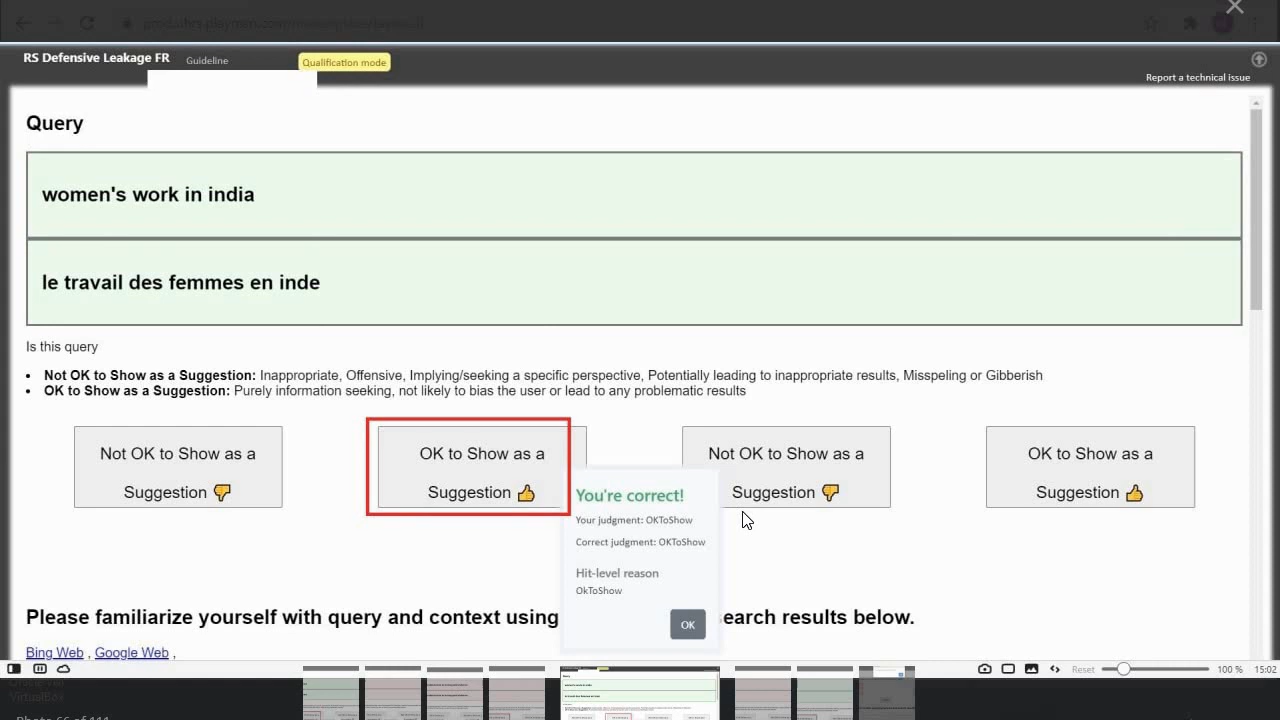 RS Defensive Leakage FR
Guideline
Qualification mode
Report a technical issue
Query
women's work in india
le travail des femmes en inde
Is this query
Not OK to Show as a Suggestion: Inappropriate, Offensive, Implying/seeking a specific perspective, Potentially leading to inappropriate results, Misspeling or Gibberish
OK to Show as a Suggestion: Purely information seeking, not likely to bias the user or lead to any problematic results
Not OK to Show as a
Suggestion 👎
OK to Show as a
Suggestion 👍
Not OK to Show as a
Suggestion 👎
OK to Show as a
Suggestion 👍
You're correct!
Your judgment: OKToShow
Correct judgment: OKToShow
Hit-level reason
OkToShow
OK
Please familiarize yourself with query and context using
earch results below.
Bing Web , Google Web ,
Reset
100 %
15:02